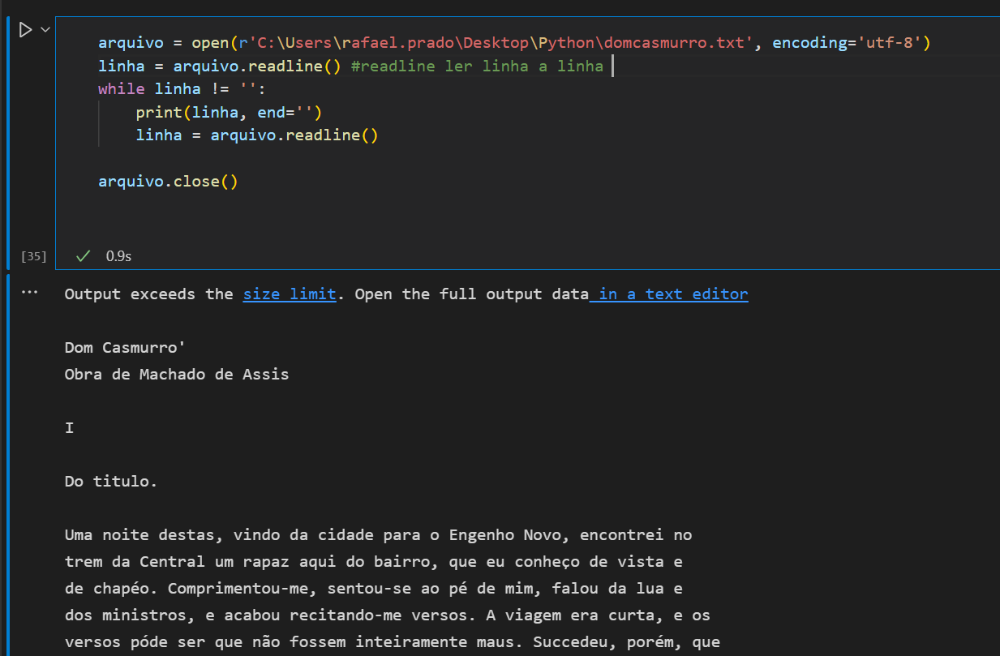 arquivo = open(r'C:\Users\rafael.prado\Desktop\Python\domcasmurro.txt', encoding='utf-8')
linha = arquivo.readline() #readline ler linha a linha
while linha != '':
    print(linha, end='')
    linha = arquivo.readline()
arquivo.close()
[35] 0.9s
... Output exceeds the size limit. Open the full output data in a text editor
Dom Casmurro'
Obra de Machado de Assis
I
Do titulo.
Uma noite destas, vindo da cidade para o Engenho Novo, encontrei no
trem da Central um rapaz aqui do bairro, que eu conheço de vista e
de chapéo. Comprimentou-me, sentou-se ao pé de mim, falou da lua e
dos ministros, e acabou recitando-me versos. A viagem era curta, e os
versos póde ser que não fossem inteiramente maus. Succedeu, porém, que